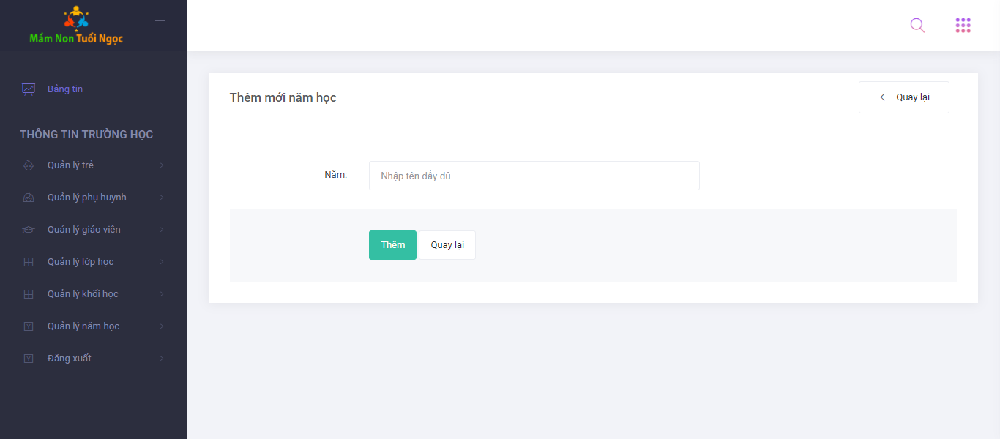 Mầm Non Tuổi Ngọc
Bảng tin
THÔNG TIN TRƯỜNG HỌC
Quản lý trẻ
Quản lý phụ huynh
Quản lý giáo viên
Quản lý lớp học
Quản lý khối học
Quản lý năm học
Đăng xuất
Thêm mới năm học
Quay lại
Năm:
Nhập tên đầy đủ
Thêm
Quay lại